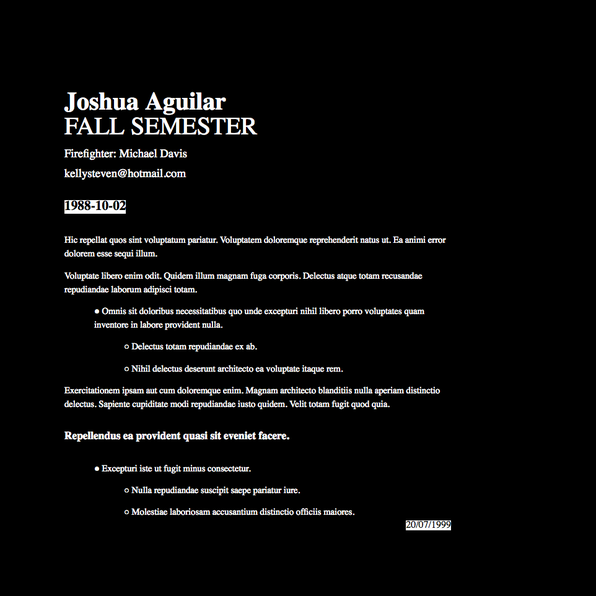 Joshua Aguilar
FALL SEMESTER
Firefighter: Michael Davis
kellysteven@hotmail.com
1988-10-02
Hic repellat quos sint voluptatum pariatur. Voluptatem doloremque reprehenderit natus ut. Ea animi error
dolorem esse sequi illum.
Voluptate libero enim odit. Quidem illum magnam fuga corporis. Delectus atque totam recusandae
repudiandae laborum adipisci totam.
● Omnis sit doloribus necessitatibus quo unde excepturi nihil libero porro voluptates quam
inventore in labore provident nulla.
○ Delectus totam repudiandae ex ab.
○ Nihil delectus deserunt architecto ea voluptate itaque rem.
Exercitationem ipsam aut cum doloremque enim. Magnam architecto blanditiis nulla aperiam distinctio
delectus. Sapiente cupiditate modi repudiandae iusto quidem. Velit totam fugit quod quia.
Repellendus ea provident quasi sit eveniet facere.
● Excepturi iste ut fugit minus consectetur.
○ Nulla repudiandae suscipit saepe pariatur iure.
○ Molestiae laboriosam accusantium distinctio officiis maiores.
20/07/1999